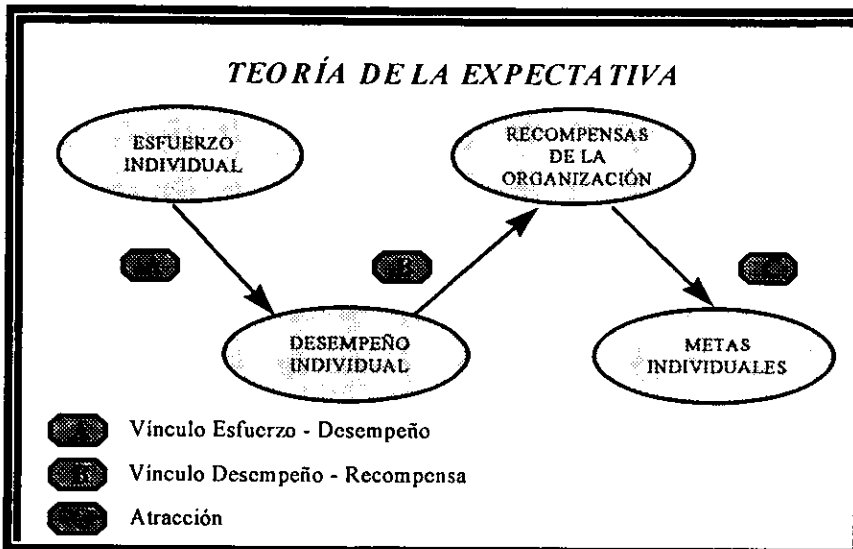 TEORÍA DE LA EXPECTATIVA
ESFUERZO
INDIVIDUAL
RECOMPENSAS
DE LA
ORGANIZACIÓN
A
B
C
DESEMPEÑO
INDIVIDUAL
METAS
INDIVIDUALES
A Vínculo Esfuerzo - Desempeño
B Vínculo Desempeño - Recompensa
C Atracción